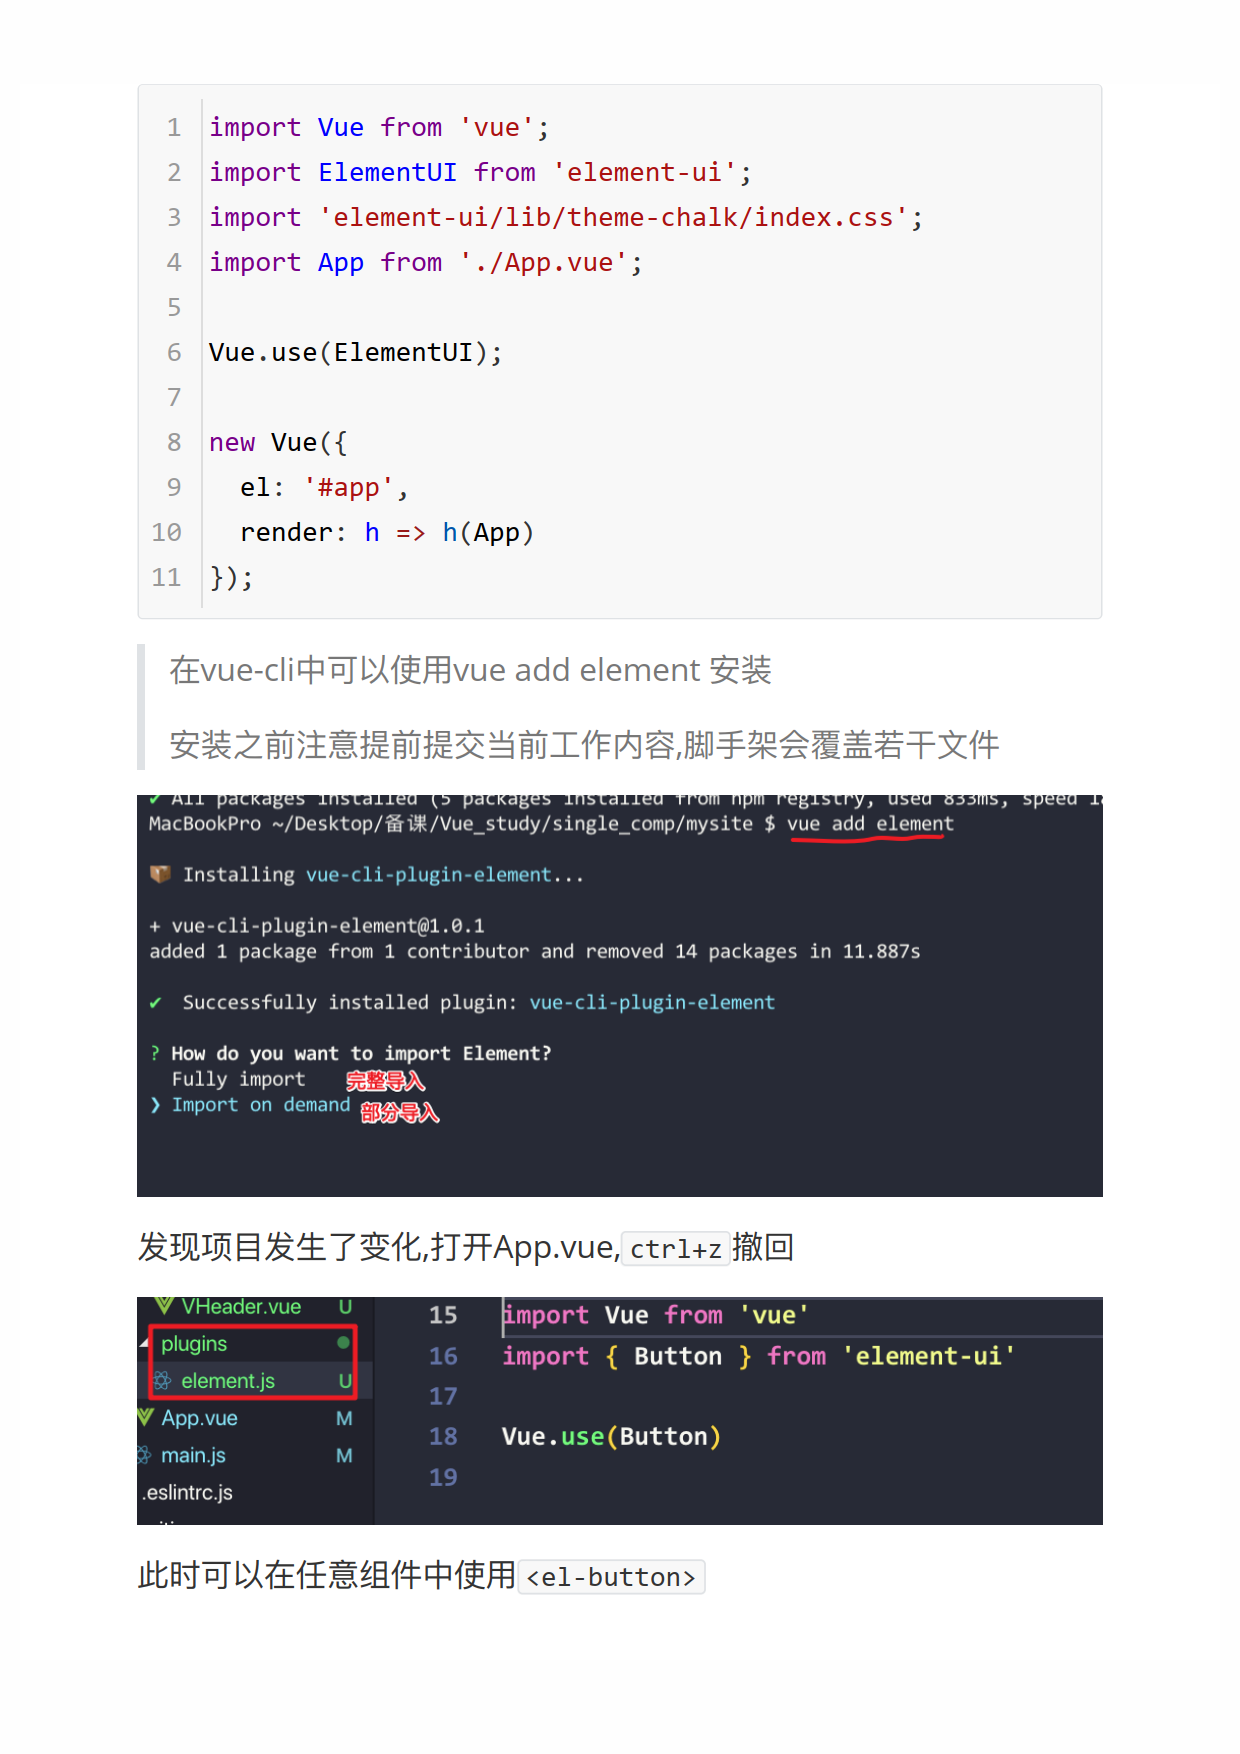 1 import Vue from 'vue';
2 import ElementUI from 'element-ui';
3 import 'element-ui/lib/theme-chalk/index.css';
4 import App from './App.vue';
5
6 Vue.use(ElementUI);
7
8 new Vue({
9   el: '#app',
10   render: h => h(App)
11 });
在vue-cli中可以使用vue add element 安装
安装之前注意提前提交当前工作内容,脚手架会覆盖若干文件
✔ All packages installed (5 packages installed from npm registry, used 833ms, speed
MacBookPro ~/Desktop/备课/Vue_study/single_comp/mysite $ vue add element
📦 Installing vue-cli-plugin-element...
+ vue-cli-plugin-element@1.0.1
added 1 package from 1 contributor and removed 14 packages in 11.887s
✔ Successfully installed plugin: vue-cli-plugin-element
? How do you want to import Element?
Fully import 完整导入
❯ Import on demand 部分导入
发现项目发生了变化,打开App.vue,ctrl+z撤回
VHeader.vue U
plugins
element.js U
App.vue M
main.js M
.eslintrc.js
15 import Vue from 'vue'
16 import { Button } from 'element-ui'
17
18 Vue.use(Button)
19
此时可以在任意组件中使用<el-button>